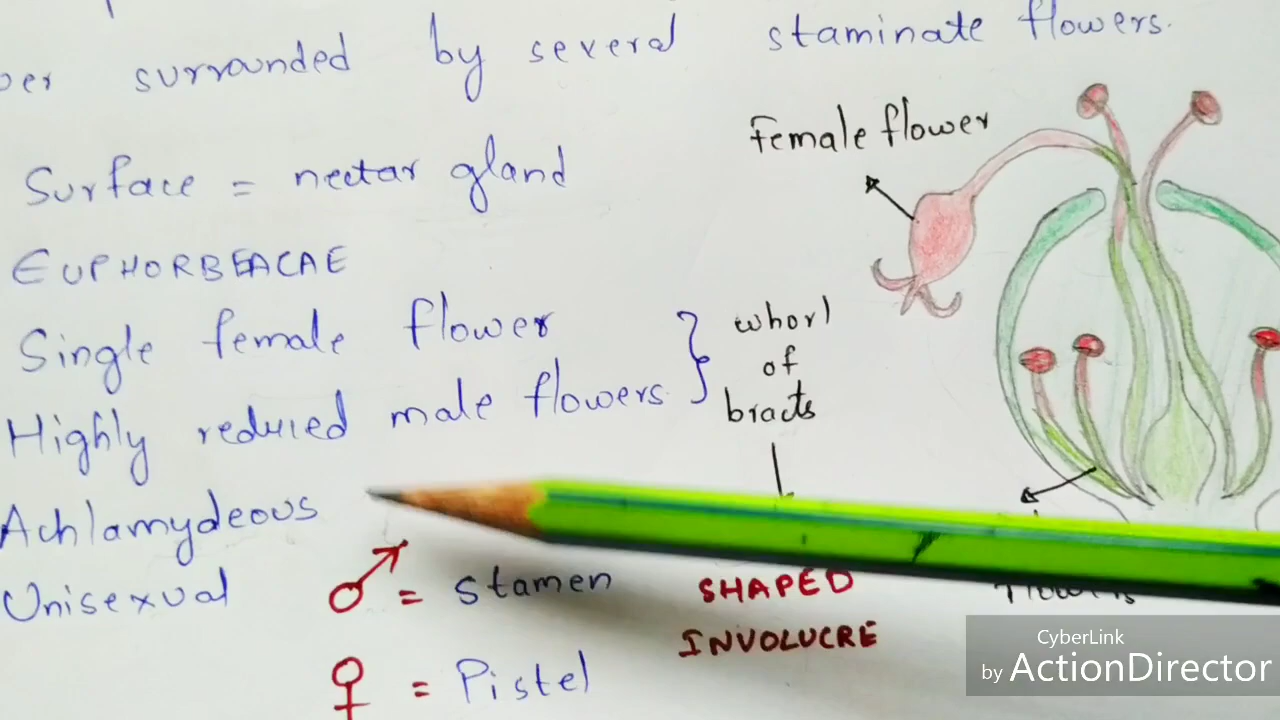 surrounded by several staminate flowers.
Surface = nectar gland
EUPHORBEACAE
Single female flower
Highly reduced male flowers
Achlamydeous
Unisexual
♂ = Stamen
♀ = Pistel
Female flower
whorl
of
bracts
SHAPED
INVOLUCRE
flowers
CyberLink
by ActionDirector